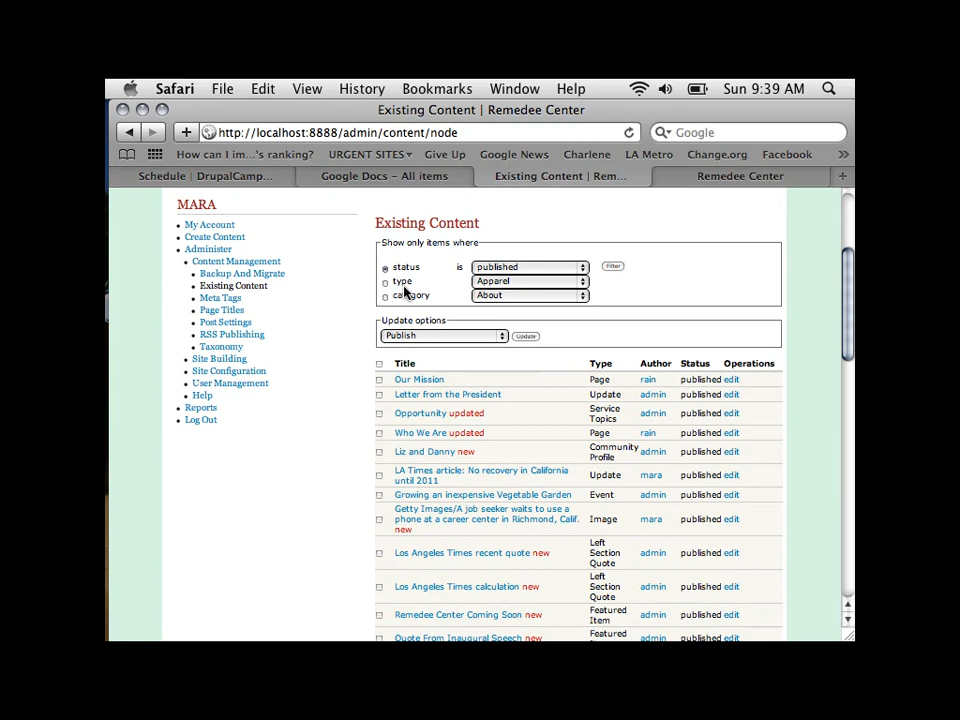 Safari File Edit View History Bookmarks Window Help Sun 9:39 AM
Existing Content | Remedee Center
http://localhost:8888/admin/content/node Google
How can I im...'s ranking? URGENT SITES Give Up Google News Charlene LA Metro Change.org Facebook
Schedule | DrupalCamp... Google Docs - All items Existing Content | Rem... Remedee Center
MARA
My Account
Create Content
Administer
Content Management
Backup And Migrate
Existing Content
Meta Tags
Page Titles
Post Settings
RSS Publishing
Taxonomy
Site Building
Site Configuration
User Management
Help
Reports
Log Out
Existing Content
Show only items where
status is published Filter
type Apparel
category About
Update options
Publish Update
Title Type Author Status Operations
Our Mission Page rain published edit
Letter from the President Update admin published edit
Opportunity updated Service Topics admin published edit
Who We Are updated Page rain published edit
Liz and Danny new Community Profile admin published edit
LA Times article: No recovery in California until 2011 Update mara published edit
Growing an inexpensive Vegetable Garden Event admin published edit
Getty Images/A job seeker waits to use a phone at a career center in Richmond, Calif. new Image mara published edit
Los Angeles Times recent quote new Left Section Quote admin published edit
Los Angeles Times calculation new Left Section Quote admin published edit
Remedee Center Coming Soon new Featured Item admin published edit
Quote From Inaugural Speech new Featured admin published edit